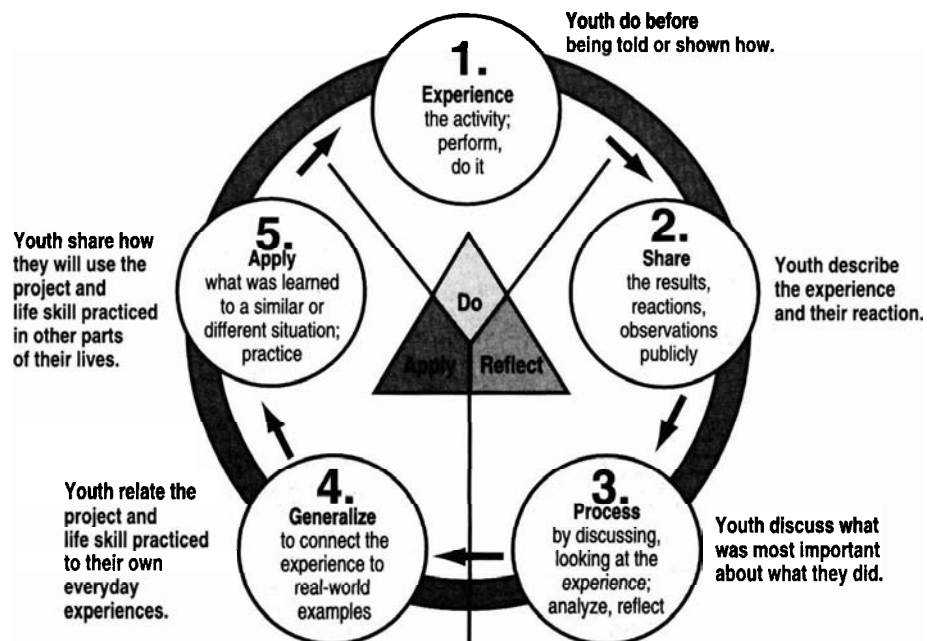 Youth do before
being told or shown how.
1.
Experience
the activity;
perform,
do it
2.
Share
the results,
reactions,
observations
publicly
Youth describe
the experience
and their reaction.
3.
Process
by discussing,
looking at the
experience;
analyze, reflect
Youth discuss what
was most important
about what they did.
4.
Generalize
to connect the
experience to
real-world
examples
Youth relate the
project and
life skill practiced
to their own
everyday
experiences.
5.
Apply
what was learned
to a similar or
different situation;
practice
Youth share how
they will use the
project and
life skill practiced
in other parts
of their lives.
Do
Apply
Reflect